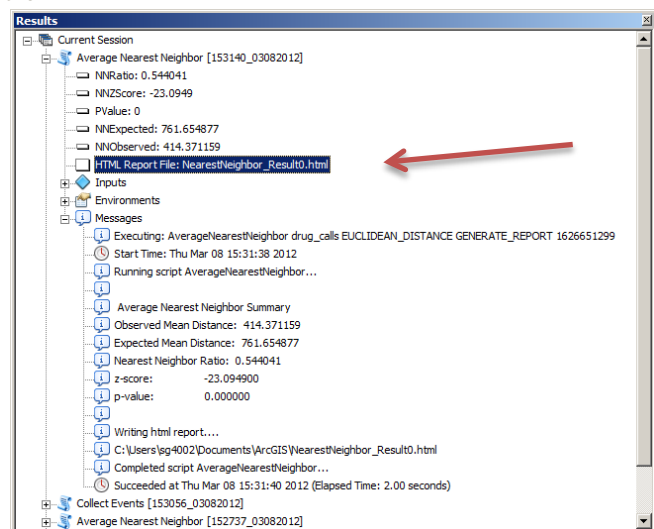 Results
Current Session
Average Nearest Neighbor [153140_03082012]
NNRatio: 0.544041
NNZScore: -23.0949
PValue: 0
NNExpected: 761.654877
NNObserved: 414.371159
HTML Report File: NearestNeighbor_Result0.html
Inputs
Environments
Messages
Executing: AverageNearestNeighbor drug_calls EUCLIDEAN_DISTANCE GENERATE_REPORT 1626651299
Start Time: Thu Mar 08 15:31:38 2012
Running script AverageNearestNeighbor...
Average Nearest Neighbor Summary
Observed Mean Distance: 414.371159
Expected Mean Distance: 761.654877
Nearest Neighbor Ratio: 0.544041
z-score: -23.094900
p-value: 0.000000
Writing html report....
C:\Users\sg4002\Documents\ArcGIS\NearestNeighbor_Result0.html
Completed script AverageNearestNeighbor...
Succeeded at Thu Mar 08 15:31:40 2012 (Elapsed Time: 2.00 seconds)
Collect Events [153056_03082012]
Average Nearest Neighbor [152737_03082012]